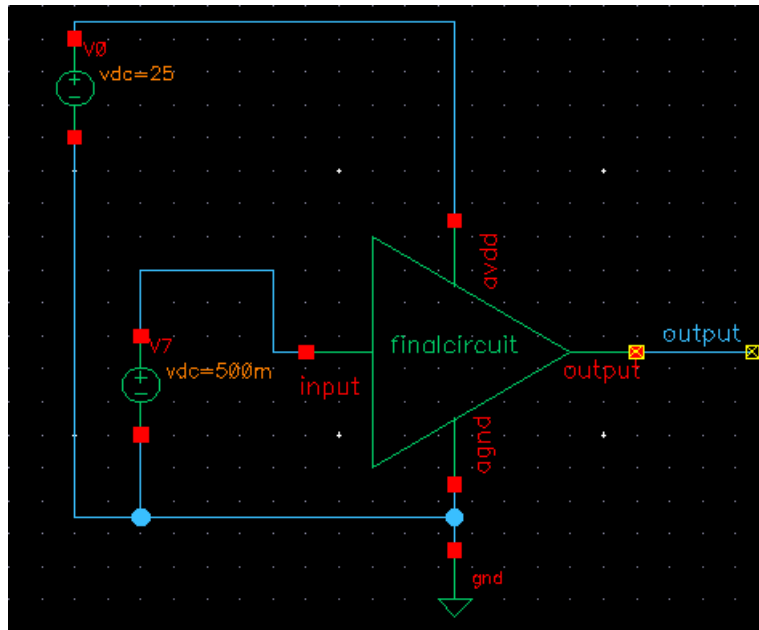 V0
vdc=25
avdd
V7
vdc=500m
input
finalcircuit
output
output
agnd
gnd